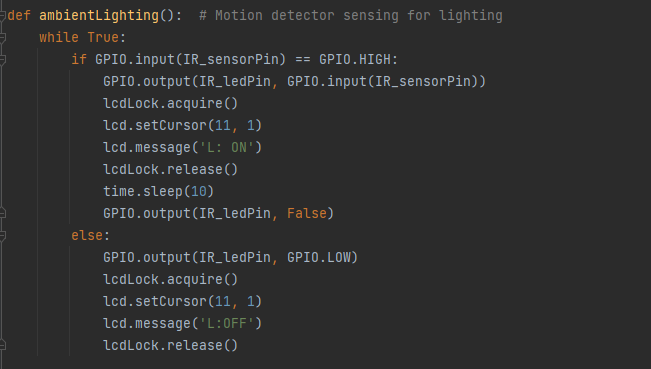 def ambientLighting():  # Motion detector sensing for lighting
    while True:
        if GPIO.input(IR_sensorPin) == GPIO.HIGH:
            GPIO.output(IR_ledPin, GPIO.input(IR_sensorPin))
            lcdLock.acquire()
            lcd.setCursor(11, 1)
            lcd.message('L: ON')
            lcdLock.release()
            time.sleep(10)
            GPIO.output(IR_ledPin, False)
        else:
            GPIO.output(IR_ledPin, GPIO.LOW)
            lcdLock.acquire()
            lcd.setCursor(11, 1)
            lcd.message('L:OFF')
            lcdLock.release()